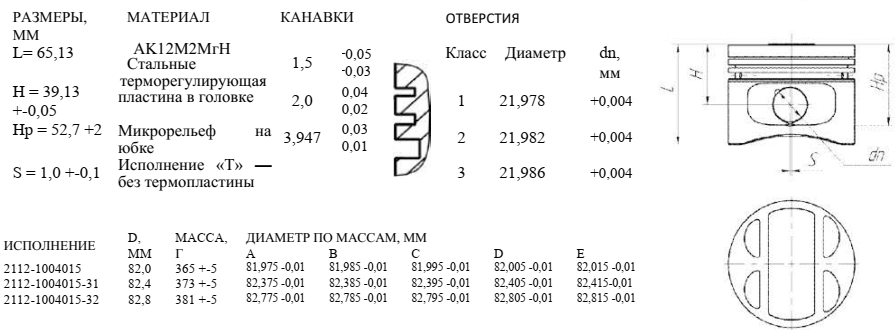 РАЗМЕРЫ, ММ
L= 65,13
H = 39,13 +-0,05
Hp = 52,7 +2
S = 1,0 +-0,1
МАТЕРИАЛ
АК12М2МгН
Стальные терморегулирующая пластина в головке
Микрорельеф на юбке
Исполнение «Т» — без термопластины
КАНАВКИ
1,5 -0,05 -0,03
2,0 0,04 0,02
3,947 0,03 0,01
ОТВЕРСТИЯ
Класс Диаметр dn, мм
1 21,978 +0,004
2 21,982 +0,004
3 21,986 +0,004
L
H
Hp
S
dn
ИСПОЛНЕНИЕ D, ММ МАССА, Г ДИАМЕТР ПО МАССАМ, ММ
A B C D E
2112-1004015 82,0 365 +-5 81,975 -0,01 81,985 -0,01 81,995 -0,01 82,005 -0,01 82,015 -0,01
2112-1004015-31 82,4 373 +-5 82,375 -0,01 82,385 -0,01 82,395 -0,01 82,405 -0,01 82,415-0,01
2112-1004015-32 82,8 381 +-5 82,775 -0,01 82,785 -0,01 82,795 -0,01 82,805 -0,01 82,815 -0,01